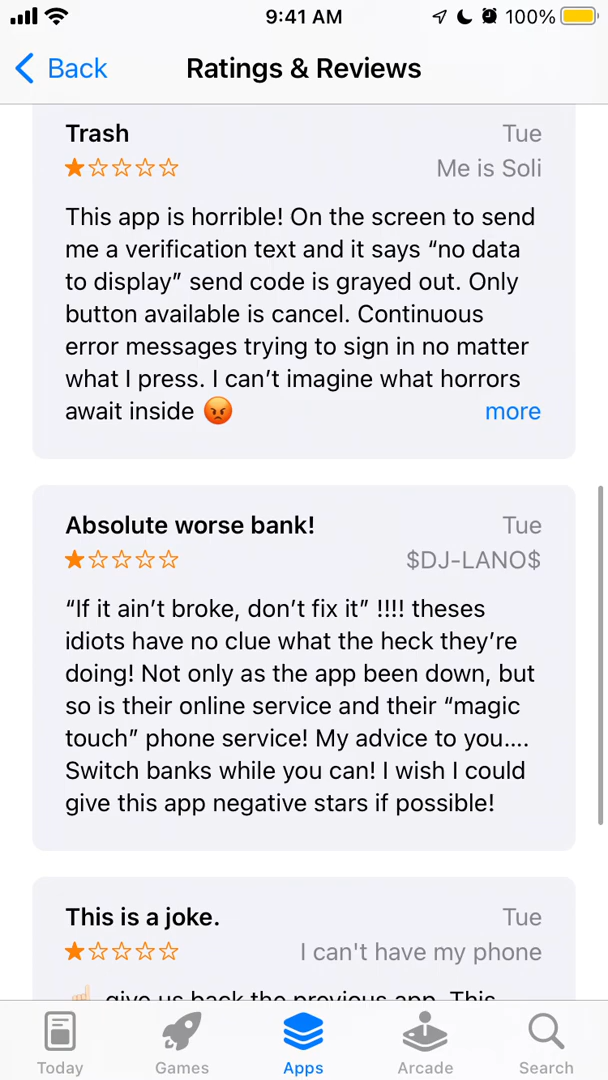 9:41 AM
100%
Back
Ratings & Reviews
Trash
Tue
Me is Soli
This app is horrible! On the screen to send
me a verification text and it says “no data
to display” send code is grayed out. Only
button available is cancel. Continuous
error messages trying to sign in no matter
what I press. I can’t imagine what horrors
await inside 😡
more
Absolute worse bank!
Tue
$DJ-LANO$
“If it ain’t broke, don’t fix it” !!!! theses
idiots have no clue what the heck they’re
doing! Not only as the app been down, but
so is their online service and their “magic
touch” phone service! My advice to you....
Switch banks while you can! I wish I could
give this app negative stars if possible!
This is a joke.
Tue
I can't have my phone
☝🏻 give us back the previous app. This
Today
Games
Apps
Arcade
Search